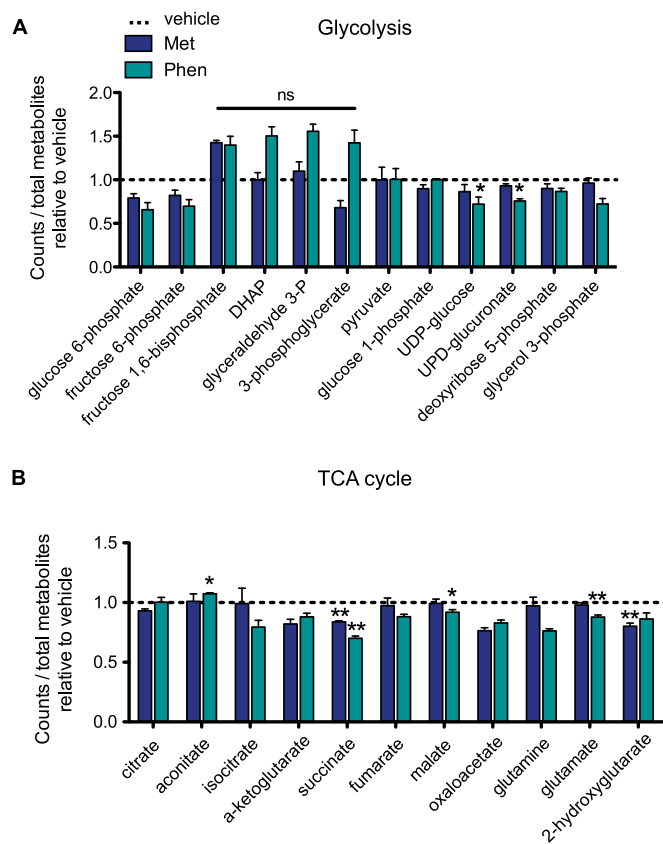 A
vehicle
Met
Phen
Glycolysis
ns
Counts / total metabolites
relative to vehicle
2.0
1.5
1.0
0.5
0.0
*
*
glucose 6-phosphate
fructose 6-phosphate
fructose 1,6-bisphosphate
DHAP
glyceraldehyde 3-P
3-phosphoglycerate
pyruvate
glucose 1-phosphate
UDP-glucose
UPD-glucuronate
deoxyribose 5-phosphate
glycerol 3-phosphate
B
TCA cycle
Counts / total metabolites
relative to vehicle
1.5
1.0
0.5
0.0
*
**
**
*
**
**
citrate
aconitate
isocitrate
a-ketoglutarate
succinate
fumarate
malate
oxaloacetate
glutamine
glutamate
2-hydroxyglutarate